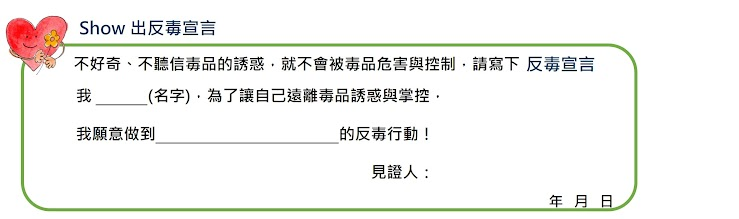 Show 出反毒宣言
不好奇、不聽信毒品的誘惑，就不會被毒品危害與控制，請寫下 反毒宣言
我 ______(名字)，為了讓自己遠離毒品誘惑與掌控，
我願意做到______________________的反毒行動！
見證人：
年 月 日